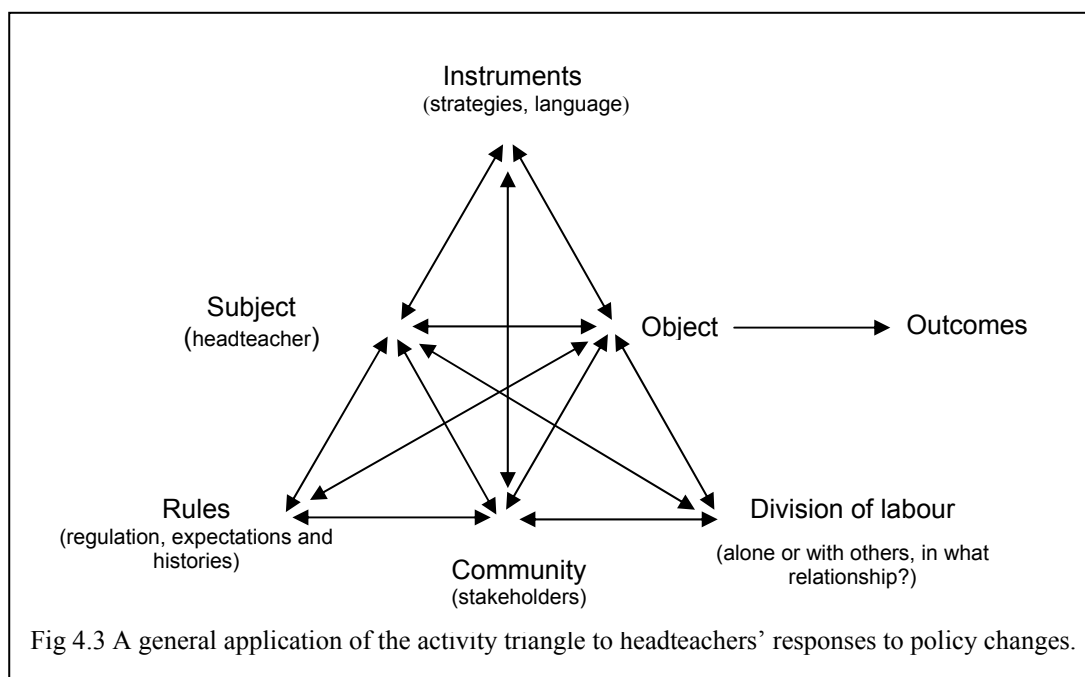 Instruments
(strategies, language)
Subject
(headteacher)
Object
Outcomes
Rules
(regulation, expectations and
histories)
Community
(stakeholders)
Division of labour
(alone or with others, in what
relationship?)
Fig 4.3 A general application of the activity triangle to headteachers’ responses to policy changes.